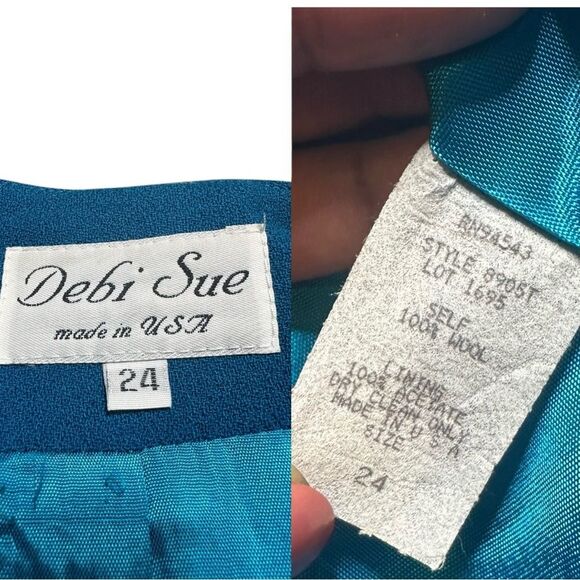 Debi Sue
made in USA
24
RN94543
STYLE 8905T
LOT 1695
SELF
100% WOOL
LINING
100% ACETATE
DRY CLEAN ONLY
MADE IN U S A
SIZE
24